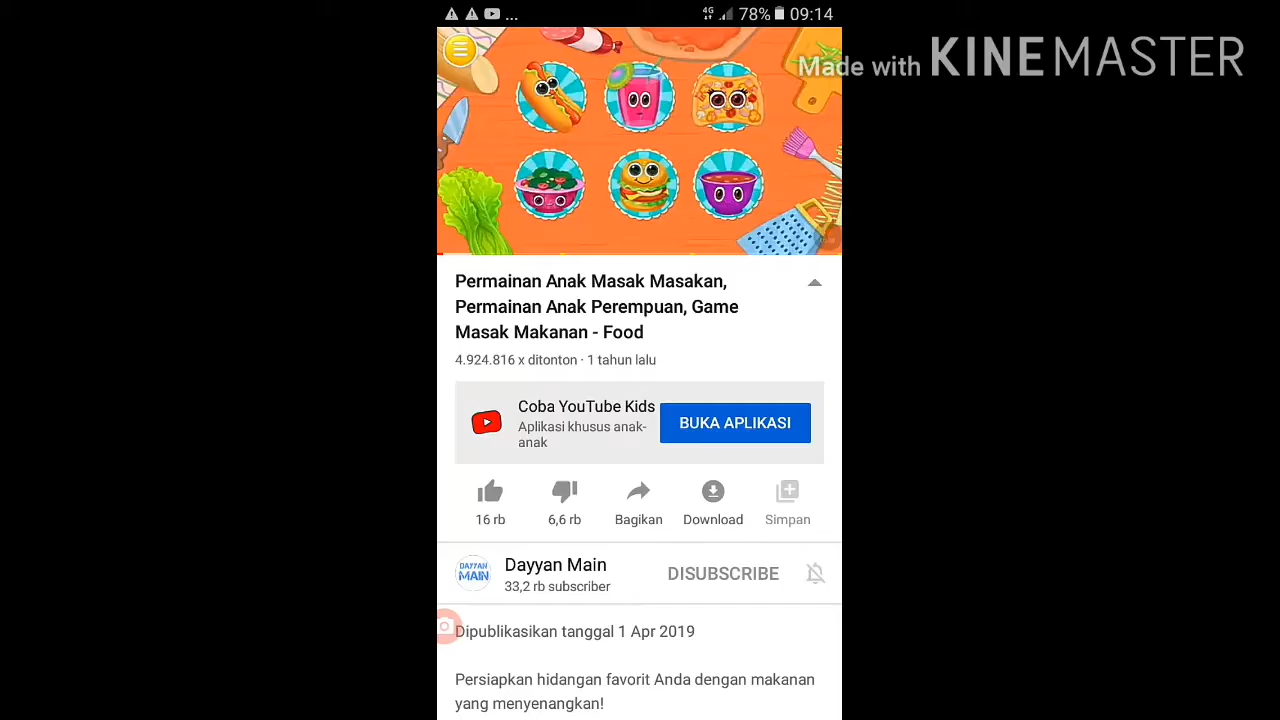 ... 4G 78% 09:14
Made with KINEMASTER
Permainan Anak Masak Masakan,
Permainan Anak Perempuan, Game
Masak Makanan - Food
4.924.816 x ditonton · 1 tahun lalu
Coba YouTube Kids
Aplikasi khusus anak-
anak
BUKA APLIKASI
16 rb
6,6 rb
Bagikan
Download
Simpan
DAYYAN
MAIN
Dayyan Main
33,2 rb subscriber
DISUBSCRIBE
Dipublikasikan tanggal 1 Apr 2019
Persiapkan hidangan favorit Anda dengan makanan
yang menyenangkan!